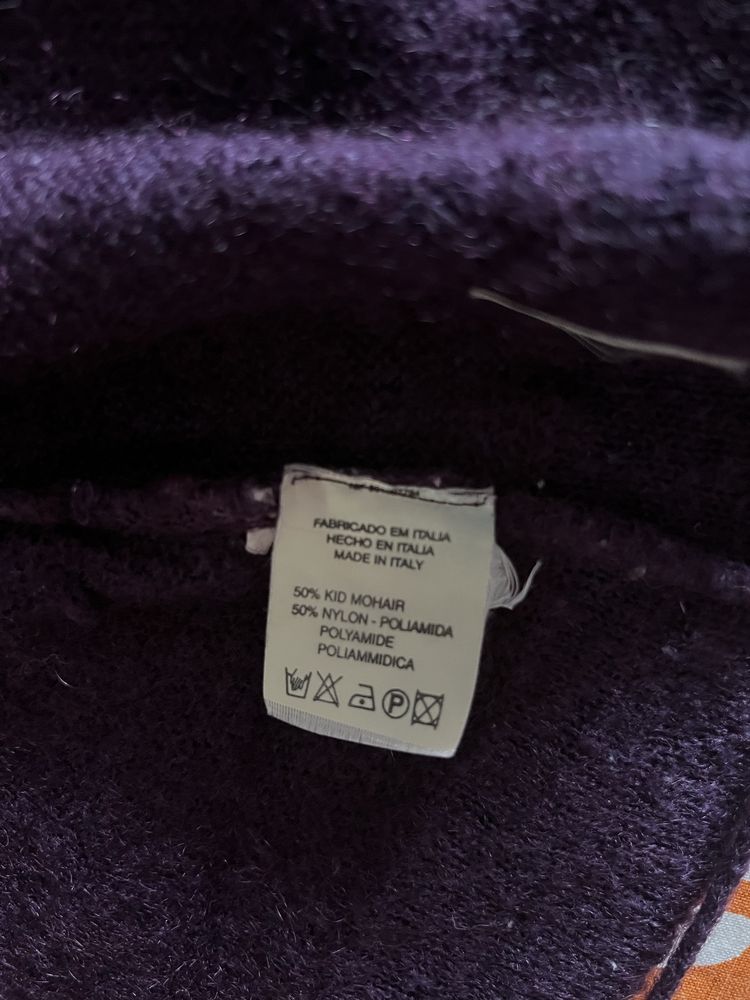 FABRICADO EM ITALIA
HECHO EN ITALIA
MADE IN ITALY
50% KID MOHAIR
50% NYLON - POLIAMIDA
POLYAMIDE
POLIAMMIDICA
P